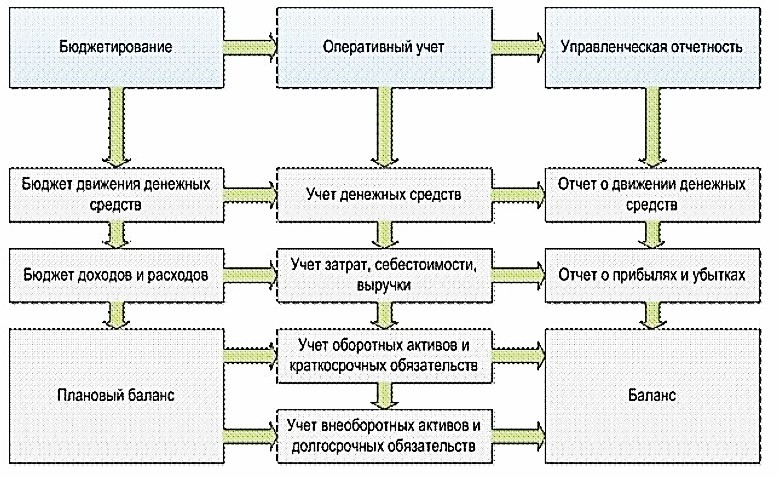 Бюджетирование
Оперативный учет
Управленческая отчетность
Бюджет движения денежных
средств
Учет денежных средств
Отчет о движении денежных
средств
Бюджет доходов и расходов
Учет затрат, себестоимости,
выручки
Отчет о прибылях и убытках
Плановый баланс
Учет оборотных активов и
краткосрочных обязательств
Учет внеоборотных активов и
долгосрочных обязательств
Баланс